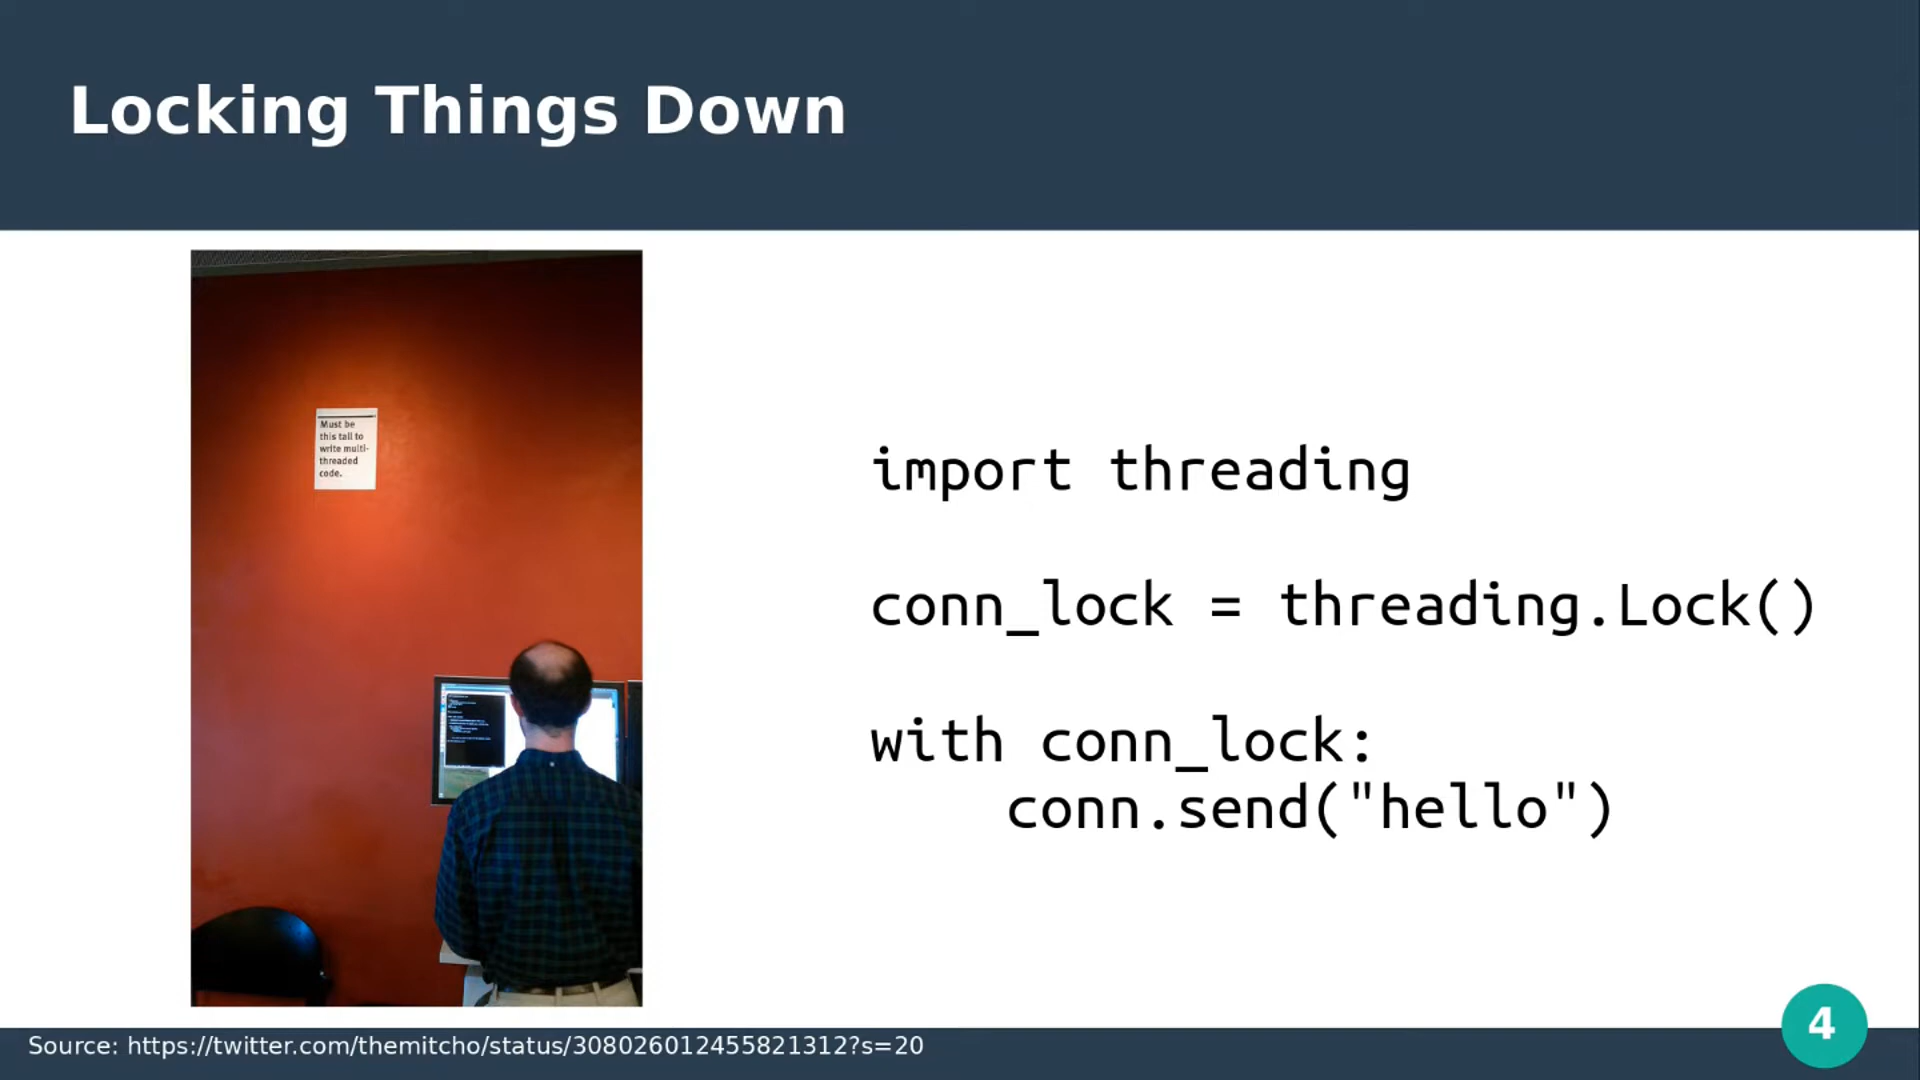 Locking Things Down
Must be
this tall to
write multi-
threaded
code.
import threading
conn_lock = threading.Lock()
with conn_lock:
    conn.send("hello")
Source: https://twitter.com/themitcho/status/308026012455821312?s=20
4